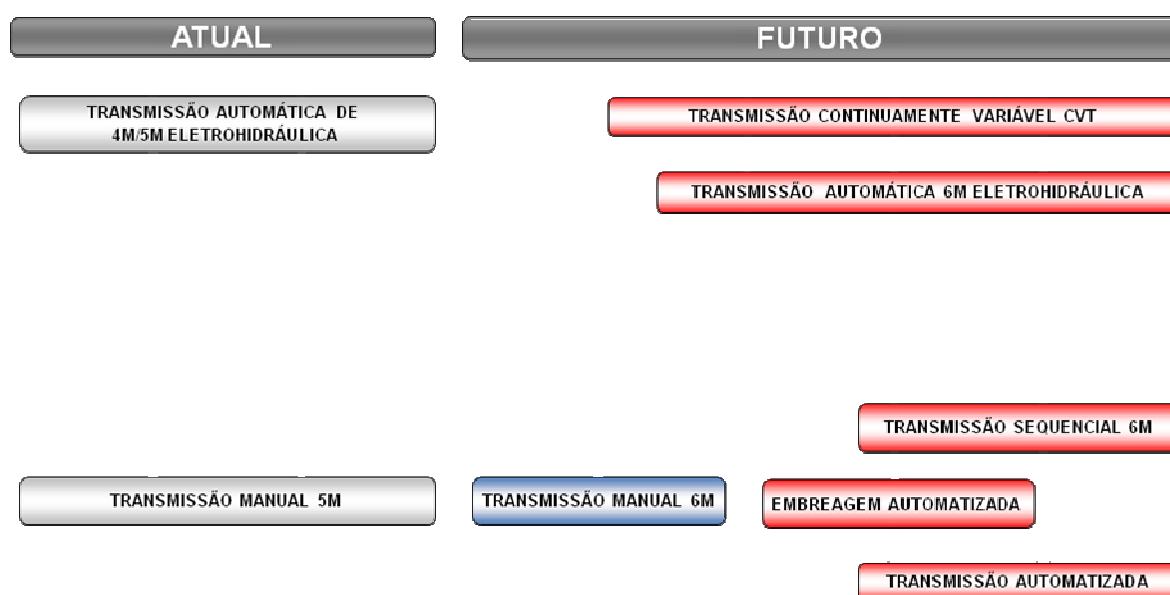 ATUAL
FUTURO
TRANSMISSÃO AUTOMÁTICA DE
4M/5M ELETROHIDRÁULICA
TRANSMISSÃO CONTINUAMENTE VARIÁVEL CVT
TRANSMISSÃO AUTOMÁTICA 6M ELETROHIDRÁULICA
TRANSMISSÃO SEQUENCIAL 6M
TRANSMISSÃO MANUAL 5M
TRANSMISSÃO MANUAL 6M
EMBREAGEM AUTOMATIZADA
TRANSMISSÃO AUTOMATIZADA